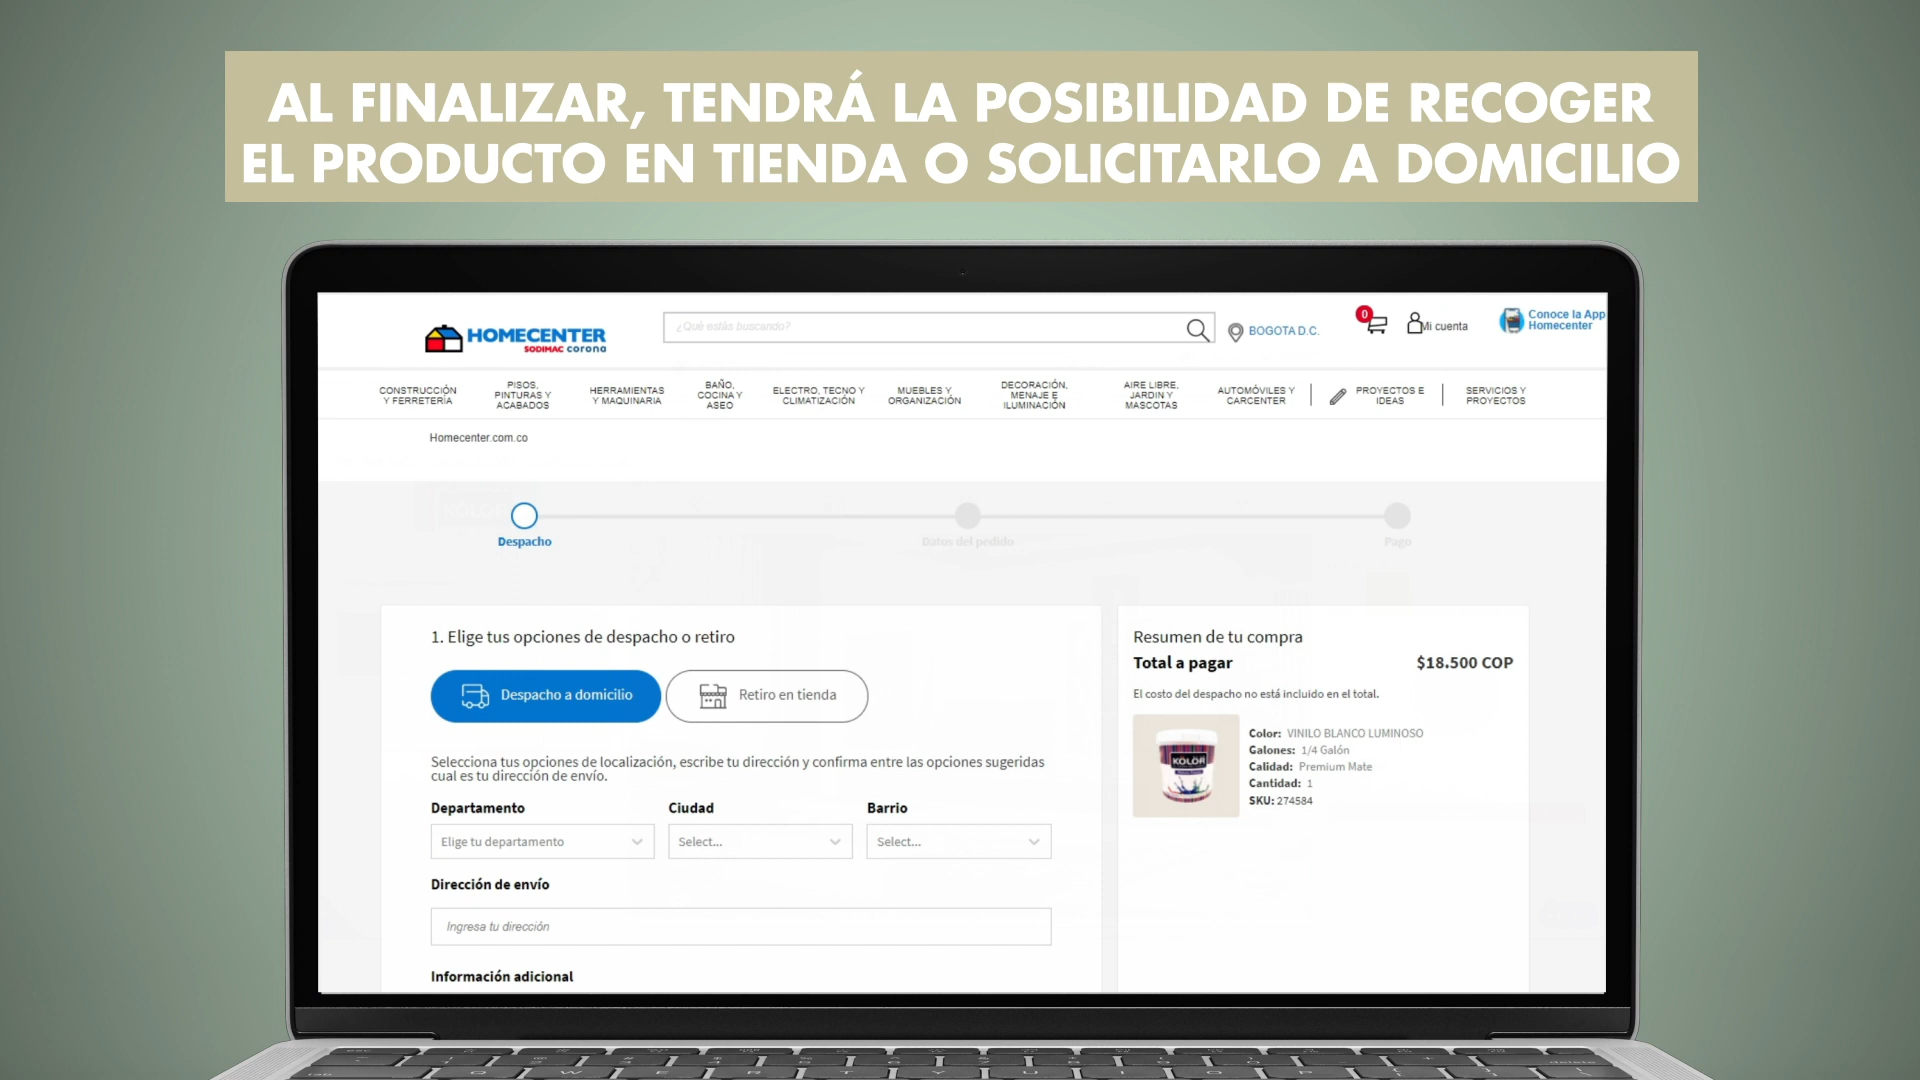 AL FINALIZAR, TENDRÁ LA POSIBILIDAD DE RECOGER
EL PRODUCTO EN TIENDA O SOLICITARLO A DOMICILIO
HOMECENTER
SODIMAC corona
¿Qué estás buscando?
BOGOTA D.C.
0
Mi cuenta
Conoce la App
Homecenter
CONSTRUCCIÓN
Y FERRETERÍA
PISOS,
PINTURAS Y
ACABADOS
HERRAMIENTAS
Y MAQUINARIA
BAÑO,
COCINA Y
ASEO
ELECTRO, TECNO Y
CLIMATIZACIÓN
MUEBLES Y
ORGANIZACIÓN
DECORACIÓN,
MENAJE E
ILUMINACIÓN
AIRE LIBRE,
JARDIN Y
MASCOTAS
AUTOMÓVILES Y
CARCENTER
PROYECTOS E
IDEAS
SERVICIOS Y
PROYECTOS
Homecenter.com.co
Despacho
Datos del pedido
Pago
1. Elige tus opciones de despacho o retiro
Despacho a domicilio
Retiro en tienda
Selecciona tus opciones de localización, escribe tu dirección y confirma entre las opciones sugeridas
cual es tu dirección de envío.
Departamento
Ciudad
Barrio
Elige tu departamento
Select...
Select...
Dirección de envío
Ingresa tu dirección
Información adicional
Resumen de tu compra
Total a pagar
$18.500 COP
El costo del despacho no está incluido en el total.
KOLOR
Color: VINILO BLANCO LUMINOSO
Galones: 1/4 Galón
Calidad: Premium Mate
Cantidad: 1
SKU: 274584